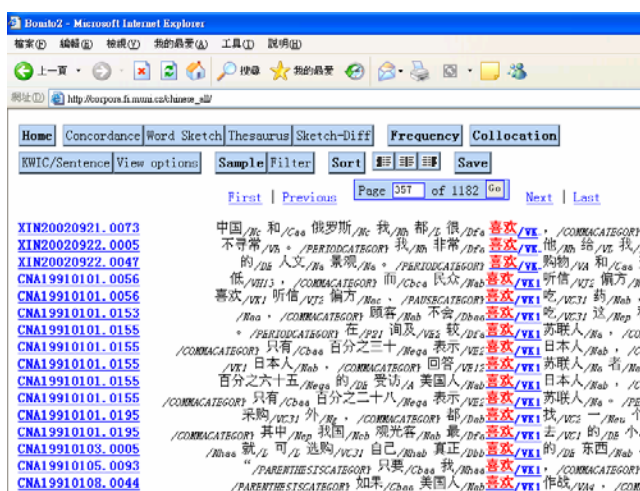 Bonito2 - Microsoft Internet Explorer
檔案(F) 編輯(E) 檢視(V) 我的最愛(A) 工具(T) 說明(H)
上一頁 搜尋 我的最愛
網址(D) http://corpora.fi.muni.cz/chinese_all/
Home Concordance Word Sketch Thesaurus Sketch-Diff Frequency Collocation
KWIC/Sentence View options Sample Filter Sort Save
First | Previous Page 357 of 1182 Go Next | Last
XIN20020921.0073 中国/Nc 和/Caa 俄罗斯/Nc 我/Nh 都/D 很/Dfa 喜欢/VK . /COMMACATEGORY
XIN20020922.0005 不寻常/VH 。/PERIODCATEGORY 我/Nh 非常/Dfa 喜欢/VK 他/Nh 给/VD 我/
XIN20020922.0047 的/DE 人文/Na 景观/Na 。/PERIODCATEGORY 喜欢/VK 购物/VA 和/Caa
CNA19910101.0056 低/VH13 ，/COMMACATEGORY 而/Cbca 民众/Nab 喜欢/VK1 听信/VJ2 偏方/N
CNA19910101.0056 喜欢/VK1 听信/VJ2 偏方/Nac 、/PAUSECATEGORY 喜欢/VK1 吃/VC31 药/Nab
CNA19910101.0153 /Naa ，/COMMACATEGORY 顾客/Nab 不会/Dbaa 喜欢/VK1 吃/VC31 这/Nep
CNA19910101.0155 。/PERIODCATEGORY 在/P21 询及/VE2 较/Dfa 喜欢/VK1 苏联人/Na ，/CO
CNA19910101.0155 /COMMACATEGORY 只有/Cbaa 百分之三十/Neqa 表示/VE2 喜欢/VK1 日本人/Nab ，/
CNA19910101.0155 /VK1 日本人/Nab ，/COMMACATEGORY 回答/VE12 喜欢/VK1 苏联人/Na 者/Na
CNA19910101.0155 百分之六十五/Neqa 的/DE 受访/A 美国人/Nab 喜欢/VK1 日本人/Nab ，/
CNA19910101.0155 /COMMACATEGORY 只有/Cbaa 百分之二十八/Neqa 表示/VE2 喜欢/VK1 苏联人/Na 。/PE
CNA19910101.0195 采购/VC31 外/Ng ，/COMMACATEGORY 都/Dab 喜欢/VK1 找/VC2 一/Neu 个
CNA19910101.0195 /COMMACATEGORY 其中/Nep 我国/Ncb 观光客/Nab 最/Dfa 喜欢/VK1 去/VC1 的/DE 小
CNA19910103.0005 /Nhaa 就/D 可/D 选购/VC31 自己/Nhab 真正/Dbb 喜欢/VK1 的/DE 东西/Nab
CNA19910105.0093 “ /PARENTHESISCATEGORY 只要/Cbaa 我/Nhaa 喜欢/VK1 ，/COMMACATEGORY
CNA19910108.0044 /PARENTHESISCATEGORY 如果/Cbaa 美国人/Nab 喜欢/VK1 作战/VA4 ，/COM